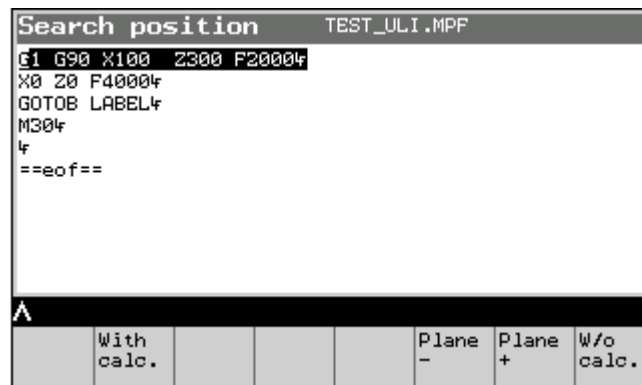 Search position TEST_ULI.MPF
G1 G90 X100 Z300 F2000
X0 Z0 F4000
GOTOB LABEL
M30
==eof==
With calc.
Plane -
Plane +
W/o calc.